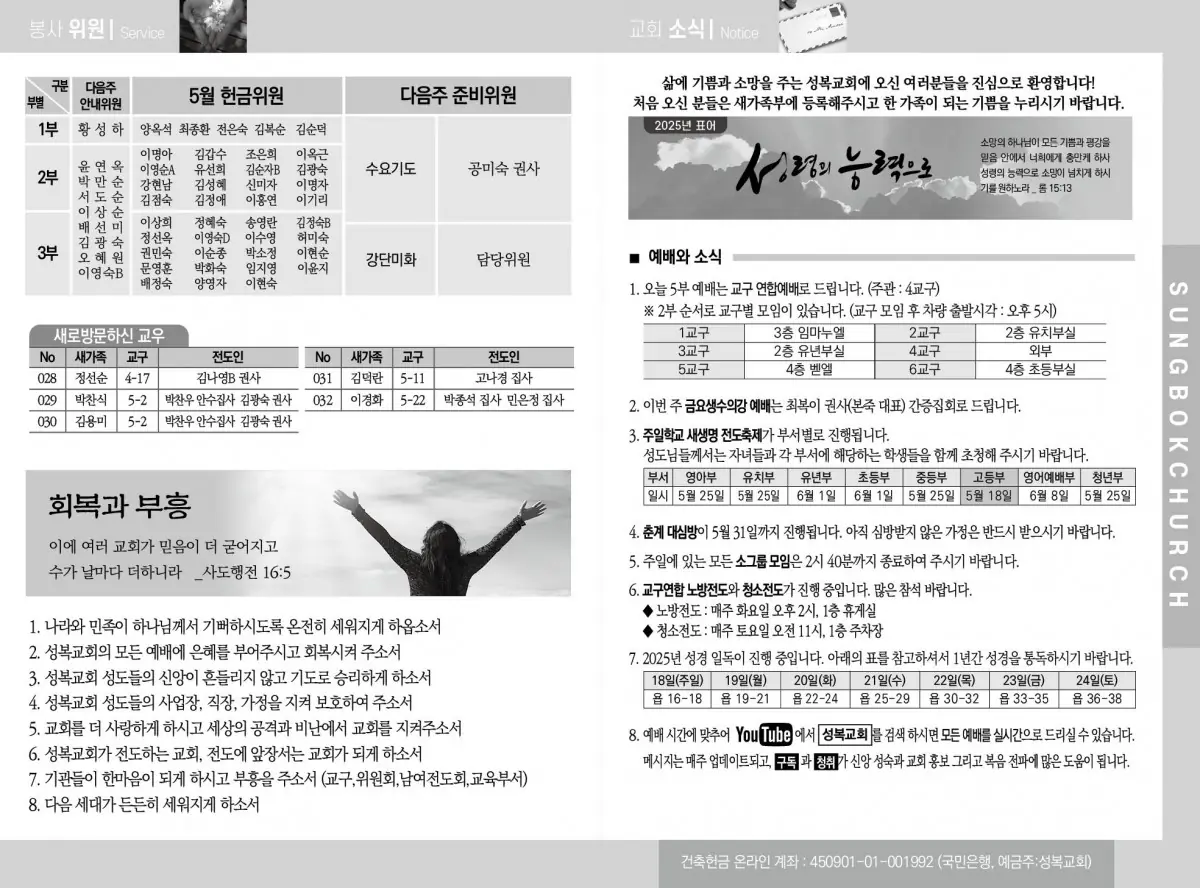 봉사 위원 | Service
구분
부별
다음주
안내위원
5월 헌금위원
다음주 준비위원
1부
황 성 하
양옥석 최종환 전은숙 김복순 김순덕
2부
3부
윤 연 옥
박 만 순
서 도 순
이 상 순
배 선 미
김 광 숙
오 혜 원
이영숙B
이명아 김갑수 조은희 이옥근
이영순A 유선희 김순자B 김광숙
강현남 김성혜 신미자 이명자
김점숙 김정애 이홍연 이기리
이상희 정혜숙 송영란 김정숙B
정선옥 이영숙D 이수영 허미숙
권민숙 이순종 박소정 이현순
문영훈 박화숙 임지영 이윤지
배정숙 양영자 이현숙
수요기도
공미숙 권사
강단미화
담당위원
새로방문하신 교우
No 새가족 교구 전도인
028 정선순 4-17 김나영B 권사
029 박찬식 5-2 박찬우 안수집사 김광숙 권사
030 김용미 5-2 박찬우 안수집사 김광숙 권사
No 새가족 교구 전도인
031 김덕란 5-11 고나경 집사
032 이경화 5-22 박종석 집사 민은정 집사
회복과 부흥
이에 여러 교회가 믿음이 더 굳어지고
수가 날마다 더하니라 _사도행전 16:5
1. 나라와 민족이 하나님께서 기뻐하시도록 온전히 세워지게 하옵소서
2. 성복교회의 모든 예배에 은혜를 부어주시고 회복시켜 주소서
3. 성복교회 성도들의 신앙이 흔들리지 않고 기도로 승리하게 하소서
4. 성복교회 성도들의 사업장, 직장, 가정을 지켜 보호하여 주소서
5. 교회를 더 사랑하게 하시고 세상의 공격과 비난에서 교회를 지켜주소서
6. 성복교회가 전도하는 교회, 전도에 앞장서는 교회가 되게 하소서
7. 기관들이 한마음이 되게 하시고 부흥을 주소서 (교구,위원회,남여전도회,교육부서)
8. 다음 세대가 든든히 세워지게 하소서
교회 소식 | Notice
삶에 기쁨과 소망을 주는 성복교회에 오신 여러분들을 진심으로 환영합니다!
처음 오신 분들은 새가족부에 등록해주시고 한 가족이 되는 기쁨을 누리시기 바랍니다.
2025년 표어
성령의 능력으로
소망의 하나님이 모든 기쁨과 평강을
믿음 안에서 너희에게 충만케 하사
성령의 능력으로 소망이 넘치게 하시
기를 원하노라 _ 롬 15:13
■ 예배와 소식
1. 오늘 5부 예배는 교구 연합예배로 드립니다. (주관 : 4교구)
※ 2부 순서로 교구별 모임이 있습니다. (교구 모임 후 차량 출발시각 : 오후 5시)
1교구 3층 임마누엘 2교구 2층 유치부실
3교구 2층 유년부실 4교구 외부
5교구 4층 벧엘 6교구 4층 초등부실
2. 이번 주 금요생수의강 예배는 최복이 권사(본죽 대표) 간증집회로 드립니다.
3. 주일학교 새생명 전도축제가 부서별로 진행됩니다.
성도님들께서는 자녀들과 각 부서에 해당하는 학생들을 함께 초청해 주시기 바랍니다.
부서 영아부 유치부 유년부 초등부 중등부 고등부 영어예배부 청년부
일시 5월 25일 5월 25일 6월 1일 6월 1일 5월 25일 5월 18일 6월 8일 5월 25일
4. 춘계 대심방이 5월 31일까지 진행됩니다. 아직 심방받지 않은 가정은 반드시 받으시기 바랍니다.
5. 주일에 있는 모든 소그룹 모임은 2시 40분까지 종료하여 주시기 바랍니다.
6. 교구연합 노방전도와 청소전도가 진행 중입니다. 많은 참석 바랍니다.
◆ 노방전도 : 매주 화요일 오후 2시, 1층 휴게실
◆ 청소전도 : 매주 토요일 오전 11시, 1층 주차장
7. 2025년 성경 일독이 진행 중입니다. 아래의 표를 참고하셔서 1년간 성경을 통독하시기 바랍니다.
18일(주일) 19일(월) 20일(화) 21일(수) 22일(목) 23일(금) 24일(토)
욥 16-18 욥 19-21 욥 22-24 욥 25-29 욥 30-32 욥 33-35 욥 36-38
8. 예배 시간에 맞추어 YouTube 에서 성복교회 를 검색 하시면 모든 예배를 실시간으로 드리실 수 있습니다.
메시지는 매주 업데이트되고, 구독 과 청취 가 신앙 성숙과 교회 홍보 그리고 복음 전파에 많은 도움이 됩니다.
SUNGBOKCHURCH
건축헌금 온라인 계좌 : 450901-01-001992 (국민은행, 예금주:성복교회)